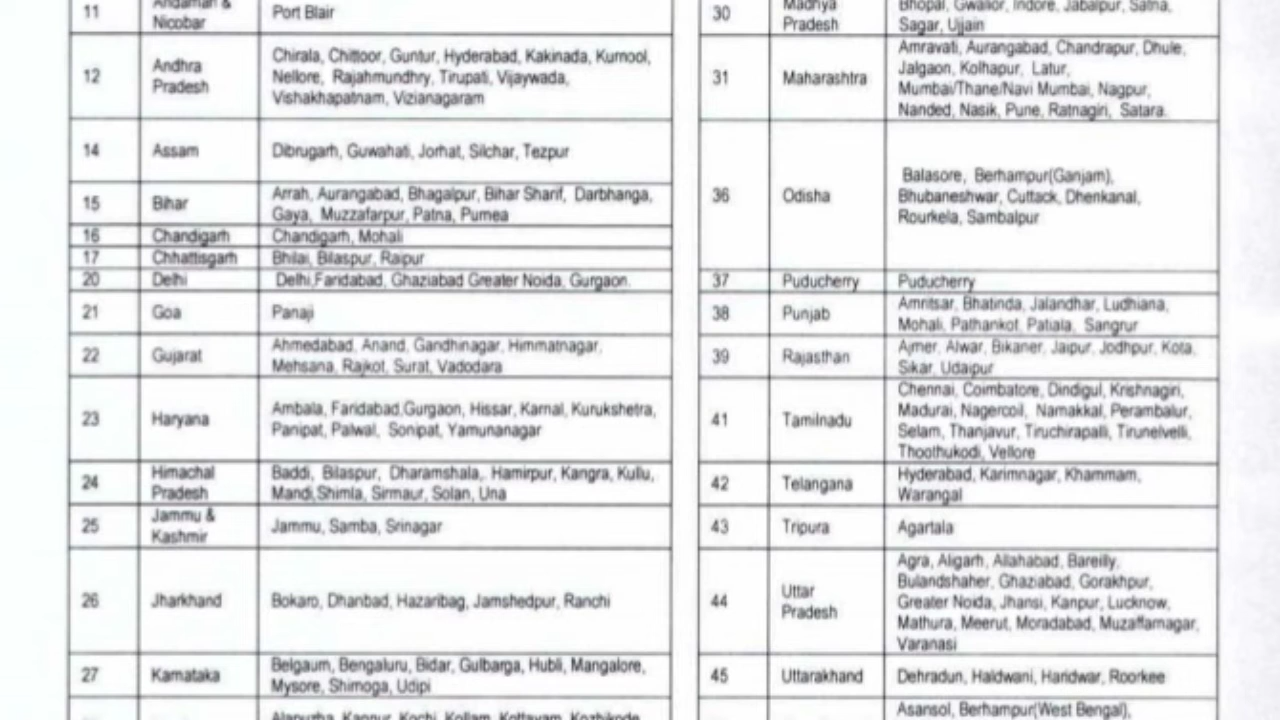 11 Andaman & Port Blair
Nicobar
12 Andhra Pradesh Chirala, Chittoor, Guntur, Hyderabad, Kakinada, Kurnool,
Nellore, Rajahmundhry, Tirupati, Vijaywada,
Vishakhapatnam, Vizianagaram
14 Assam Dibrugarh, Guwahati, Jorhat, Silchar, Tezpur
15 Bihar Arrah, Aurangabad, Bhagalpur, Bihar Sharif, Darbhanga,
Gaya, Muzzafarpur, Patna, Purnea
16 Chandigarh Chandigarh, Mohali
17 Chhattisgarh Bhilai, Bilaspur, Raipur
20 Delhi Delhi,Faridabad, Ghaziabad Greater Noida, Gurgaon.
21 Goa Panaji
22 Gujarat Ahmedabad, Anand, Gandhinagar, Himmatnagar,
Mehsana, Rajkot, Surat, Vadodara
23 Haryana Ambala, Faridabad,Gurgaon, Hissar, Karnal, Kurukshetra,
Panipat, Palwal, Sonipat, Yamunanagar
24 Himachal Pradesh Baddi, Bilaspur, Dharamshala,. Hamirpur, Kangra, Kullu,
Mandi,Shimla, Sirmaur, Solan, Una
25 Jammu & Kashmir Jammu, Samba, Srinagar
26 Jharkhand Bokaro, Dhanbad, Hazaribag, Jamshedpur, Ranchi
27 Karnataka Belgaum, Bengaluru, Bidar, Gulbarga, Hubli, Mangalore,
Mysore, Shimoga, Udipi
Alapuzha, Kannur, Kochi, Kollam, Kottayam, Kozhikode,
30 Madhya Pradesh Bhopal, Gwalior, Indore, Jabalpur, Satna,
Sagar, Ujjain
31 Maharashtra Amravati, Aurangabad, Chandrapur, Dhule,
Jalgaon, Kolhapur, Latur,
Mumbai/Thane/Navi Mumbai, Nagpur,
Nanded, Nasik, Pune, Ratnagiri, Satara.
36 Odisha Balasore, Berhampur(Ganjam),
Bhubaneshwar, Cuttack, Dhenkanal,
Rourkela, Sambalpur
37 Puducherry Puducherry
38 Punjab Amritsar, Bhatinda, Jalandhar, Ludhiana,
Mohali, Pathankot, Patiala, Sangrur
39 Rajasthan Ajmer, Alwar, Bikaner, Jaipur, Jodhpur, Kota,
Sikar, Udaipur
41 Tamilnadu Chennai, Coimbatore, Dindigul, Krishnagiri,
Madurai, Nagercoil, Namakkal, Perambalur,
Selam, Thanjavur, Tiruchirapalli, Tirunelvelli,
Thoothukodi, Vellore
42 Telangana Hyderabad, Karimnagar, Khammam,
Warangal
43 Tripura Agartala
44 Uttar Pradesh Agra, Aligarh, Allahabad, Bareilly,
Bulandshaher, Ghaziabad, Gorakhpur,
Greater Noida, Jhansi, Kanpur, Lucknow,
Mathura, Meerut, Moradabad, Muzaffarnagar,
Varanasi
45 Uttarakhand Dehradun, Haldwani, Haridwar, Roorkee
Asansol, Berhampur(West Bengal),